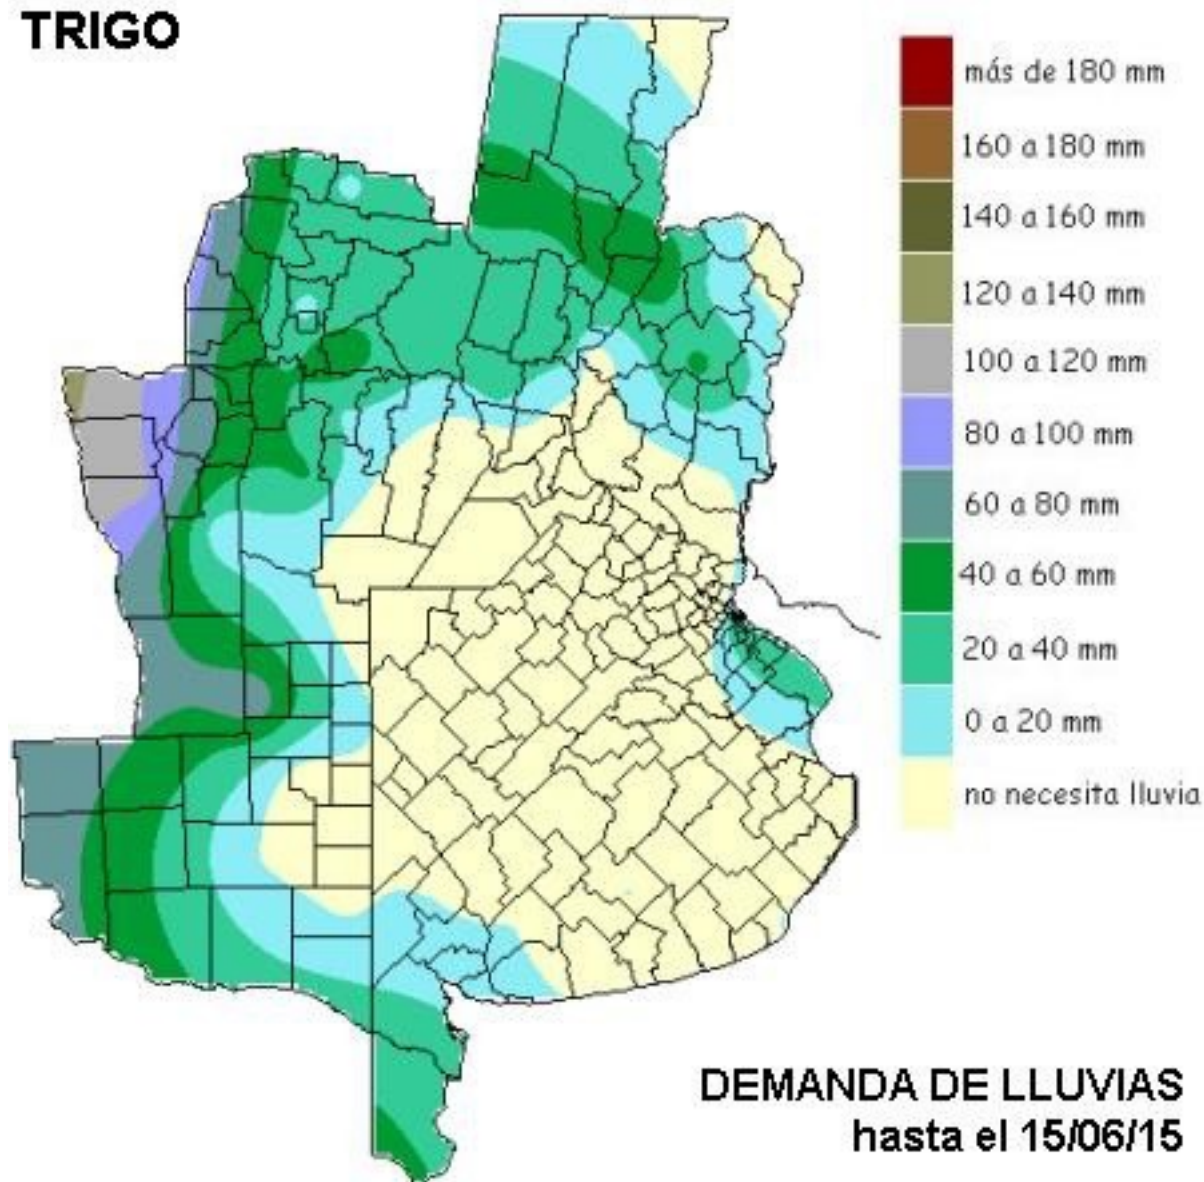 TRIGO
más de 180 mm
160 a 180 mm
140 a 160 mm
120 a 140 mm
100 a 120 mm
80 a 100 mm
60 a 80 mm
40 a 60 mm
20 a 40 mm
0 a 20 mm
no necesita lluvia
DEMANDA DE LLUVIAS
hasta el 15/06/15